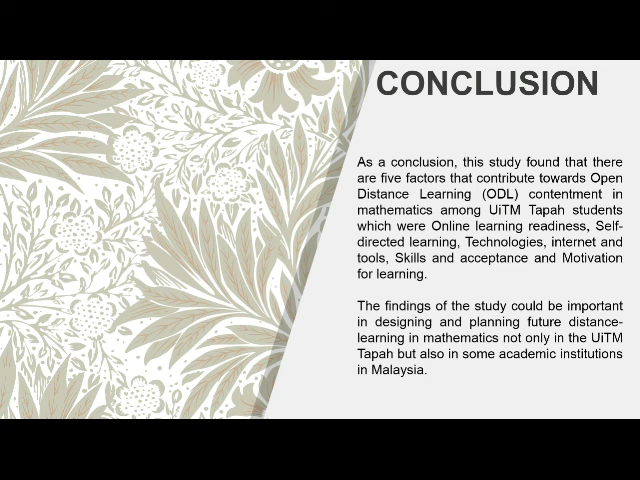 CONCLUSION
As a conclusion, this study found that there
are five factors that contribute towards Open
Distance Learning (ODL) contentment in
mathematics among UiTM Tapah students
which were Online learning readiness, Self-
directed learning, Technologies, internet and
tools, Skills and acceptance and Motivation
for learning.
The findings of the study could be important
in designing and planning future distance-
learning in mathematics not only in the UiTM
Tapah but also in some academic institutions
in Malaysia.